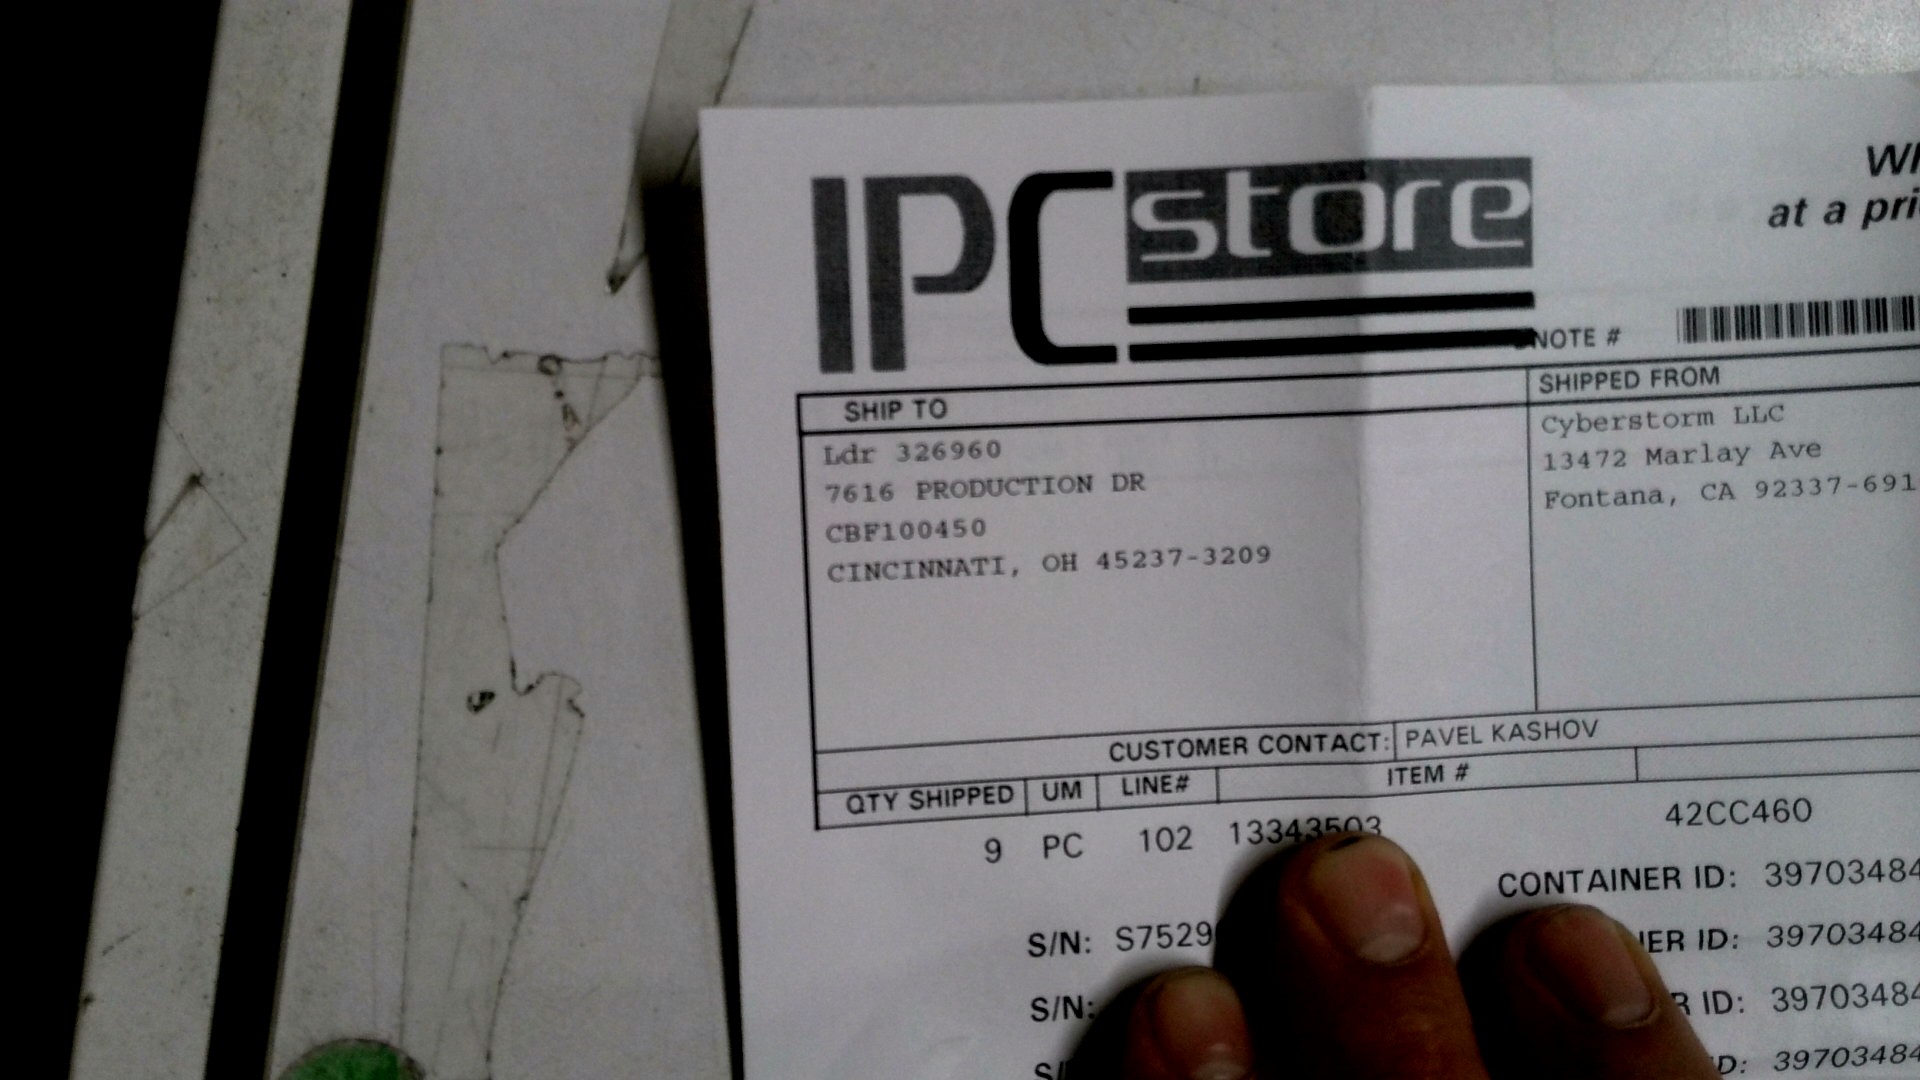 IPC store
at a
NOTE #
SHIP TO
SHIPPED FROM
Ldr 326960
7616 PRODUCTION DR
CBF100450
CINCINNATI, OH 45237-3209
Cyberstorm LLC
13472 Marlay Ave
Fontana, CA 92337-691
CUSTOMER CONTACT: PAVEL KASHOV
QTY SHIPPED UM LINE# ITEM #
9 PC 102 13343503 42CC460
CONTAINER ID: 39703484
S/N: S7529 ID: 39703484
S/N: ID: 39703484
39703484